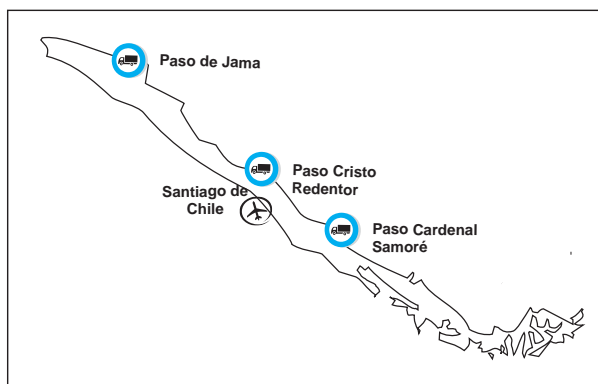 Paso de Jama
Paso Cristo
Redentor
Santiago de
Chile
Paso Cardenal
Samoré